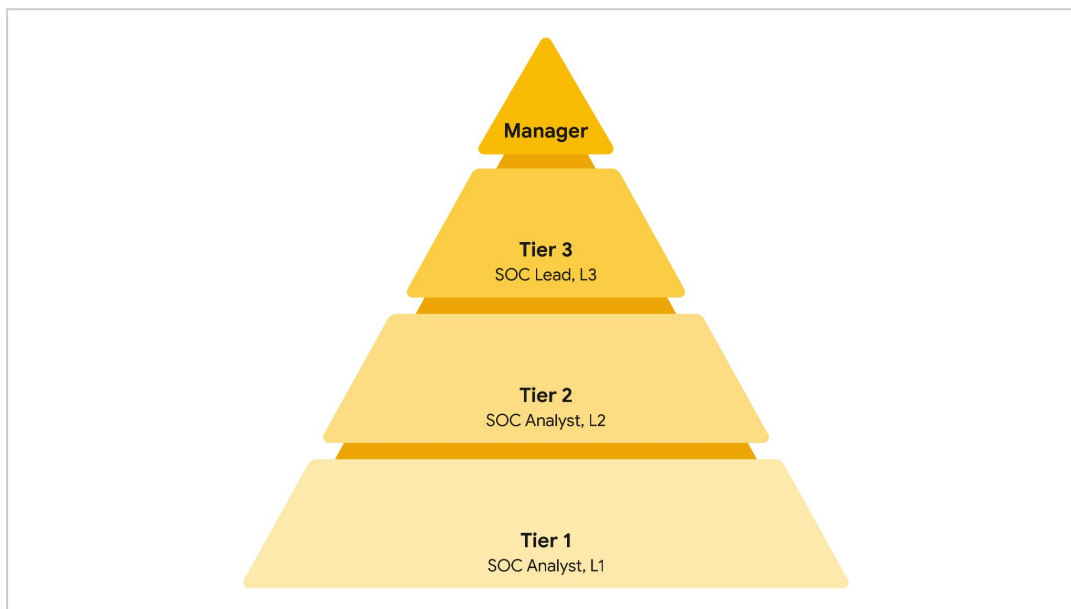 Manager
Tier 3
SOC Lead, L3
Tier 2
SOC Analyst, L2
Tier 1
SOC Analyst, L1